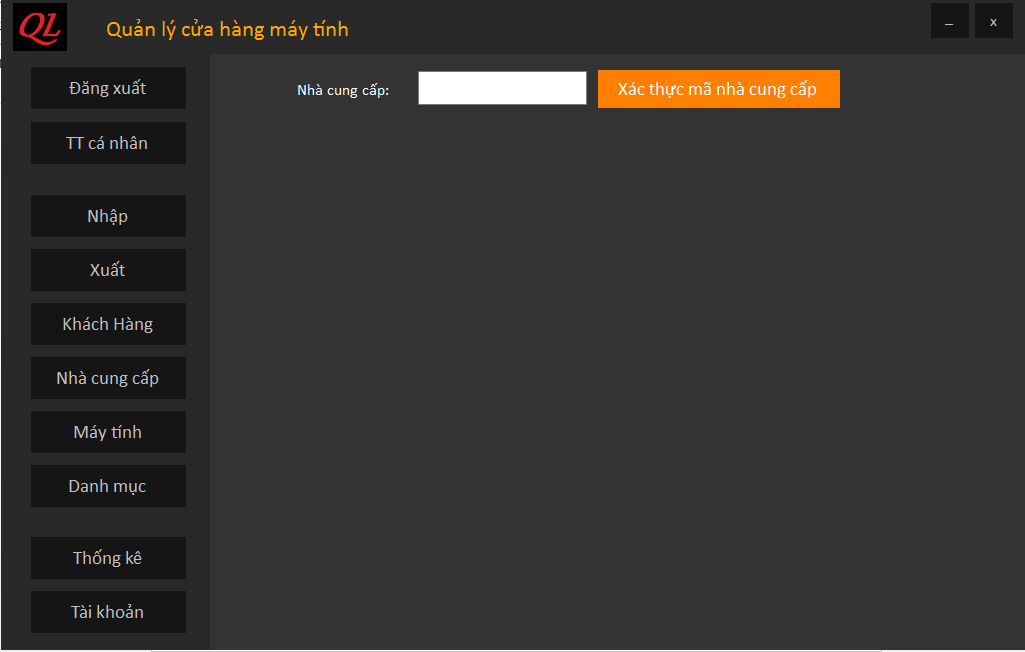 QL
Quản lý cửa hàng máy tính
_
x
Đăng xuất
TT cá nhân
Nhập
Xuất
Khách Hàng
Nhà cung cấp
Máy tính
Danh mục
Thống kê
Tài khoản
Nhà cung cấp:
Xác thực mã nhà cung cấp